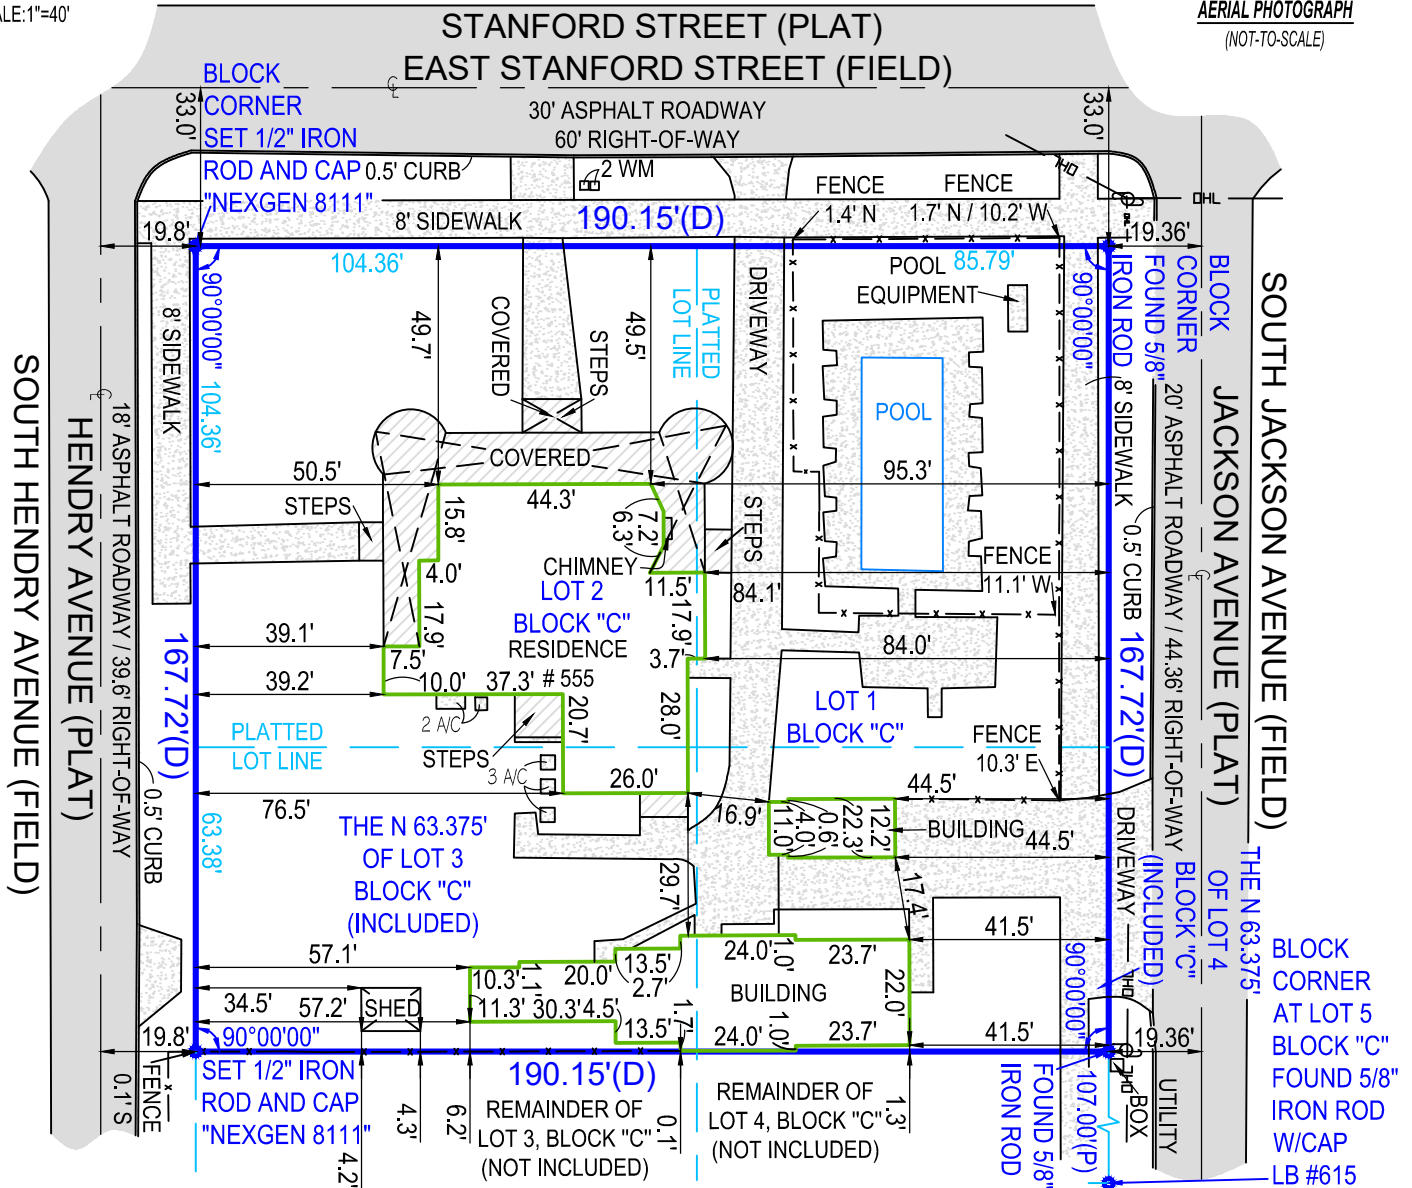 ALE:1"=40'
AERIAL PHOTOGRAPH
(NOT-TO-SCALE)
STANFORD STREET (PLAT)
EAST STANFORD STREET (FIELD)
30' ASPHALT ROADWAY
60' RIGHT-OF-WAY
BLOCK
CORNER
SET 1/2" IRON
ROD AND CAP
"NEXGEN 8111"
33.0'
33.0'
0.5' CURB
2 WM
8' SIDEWALK
190.15'(D)
FENCE
1.4' N
FENCE
1.7' N / 10.2' W
OHL
OHL
OHL
19.8'
19.36'
104.36'
85.79'
90°00'00"
90°00'00"
BLOCK
CORNER
FOUND 5/8"
IRON ROD
POOL
EQUIPMENT
POOL
PLATTED
LOT LINE
DRIVEWAY
COVERED
STEPS
49.7'
49.5'
8' SIDEWALK
104.36'
8' SIDEWALK
0.5' CURB
20' ASPHALT ROADWAY / 44.36' RIGHT-OF-WAY
JACKSON AVENUE (PLAT)
SOUTH JACKSON AVENUE (FIELD)
18' ASPHALT ROADWAY / 39.6' RIGHT-OF-WAY
HENDRY AVENUE (PLAT)
SOUTH HENDRY AVENUE (FIELD)
COVERED
50.5'
44.3'
95.3'
STEPS
15.8'
7.2'
6.3'
STEPS
CHIMNEY
4.0'
11.5'
84.1'
FENCE
11.1' W
LOT 2
BLOCK "C"
RESIDENCE
# 555
17.9'
17.9'
39.1'
7.5'
3.7'
84.0'
167.72'(D)
167.72'(D)
39.2'
10.0'
37.3'
2 A/C
20.7'
28.0'
LOT 1
BLOCK "C"
PLATTED
LOT LINE
STEPS
3 A/C
26.0'
FENCE
10.3' E
76.5'
44.5'
16.9'
11.0'
4.0'
0.6'
22.3'
12.2'
BUILDING
44.5'
0.5' CURB
63.38'
THE N 63.375'
OF LOT 3
BLOCK "C"
(INCLUDED)
DRIVEWAY
THE N 63.375'
OF LOT 4
BLOCK "C"
(INCLUDED)
29.7'
17.4'
57.1'
41.5'
10.3'
1.1'
20.0'
13.5'
2.7'
24.0'
1.0'
23.7'
BUILDING
22.0'
34.5'
57.2'
SHED
11.3'
30.3'
4.5'
13.5'
1.7'
24.0'
1.0'
23.7'
41.5'
90°00'00"
90°00'00"
OHL
OHL
19.8'
19.36'
0.1' S
FENCE
SET 1/2" IRON
ROD AND CAP
"NEXGEN 8111"
190.15'(D)
4.2'
4.3'
6.2'
0.1'
1.3'
REMAINDER OF
LOT 3, BLOCK "C"
(NOT INCLUDED)
REMAINDER OF
LOT 4, BLOCK "C"
(NOT INCLUDED)
FOUND 5/8"
IRON ROD
107.00'(P)
UTILITY
BOX
BLOCK
CORNER
AT LOT 5
BLOCK "C"
FOUND 5/8"
IRON ROD
W/CAP
LB #615